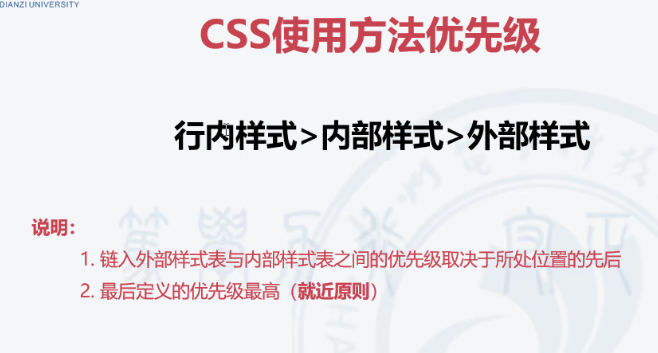 DIANZI UNIVERSITY
CSS使用方法优先级
行内样式>内部样式>外部样式
说明:
1. 链入外部样式表与内部样式表之间的优先级取决于所处位置的先后
2. 最后定义的优先级最高（就近原则）